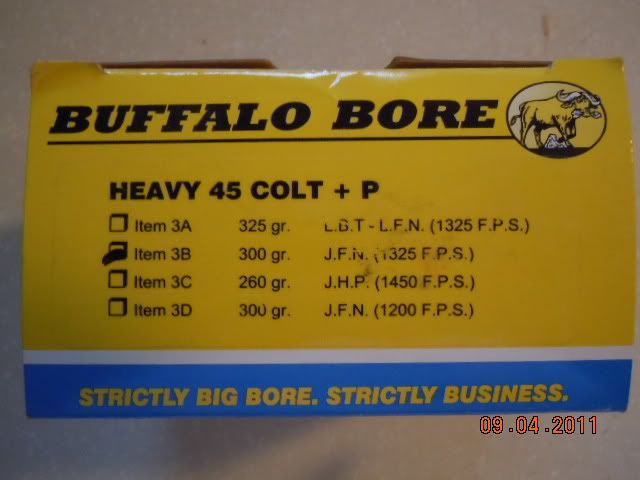 BUFFALO BORE
HEAVY 45 COLT + P
Item 3A 325 gr. L.B.T - L.F.N. (1325 F.P.S.)
Item 3B 300 gr. J.F.N. (1325 F.P.S.)
Item 3C 260 gr. J.H.P. (1450 F.P.S.)
Item 3D 300 gr. J.F.N. (1200 F.P.S.)
STRICTLY BIG BORE. STRICTLY BUSINESS.
09.04.2011